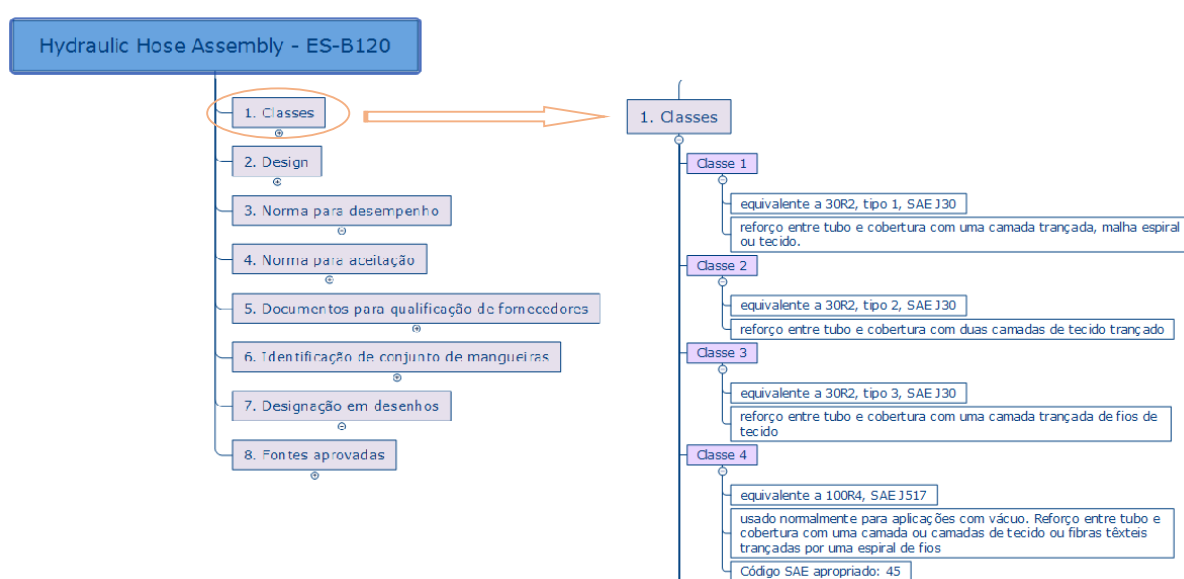 Hydraulic Hose Assembly - ES-B120
1. Classes
2. Design
3. Norma para desempenho
4. Norma para aceitação
5. Documentos para qualificação de fornecedores
6. Identificação de conjunto de mangueiras
7. Designação em desenhos
8. Fontes aprovadas
1. Classes
Classe 1
equivalente a 30R2, tipo 1, SAE J30
reforço entre tubo e cobertura com uma camada trançada, malha espiral
ou tecido.
Classe 2
equivalente a 30R2, tipo 2, SAE J30
reforço entre tubo e cobertura com duas camadas de tecido trançado
Classe 3
equivalente a 30R2, tipo 3, SAE J30
reforço entre tubo e cobertura com uma camada trançada de fios de
tecido
Classe 4
equivalente a 100R4, SAE J517
usado normalmente para aplicações com vácuo. Reforço entre tubo e
cobertura com uma camada ou camadas de tecido ou fibras têxteis
trançadas por uma espiral de fios
Código SAE apropriado: 45